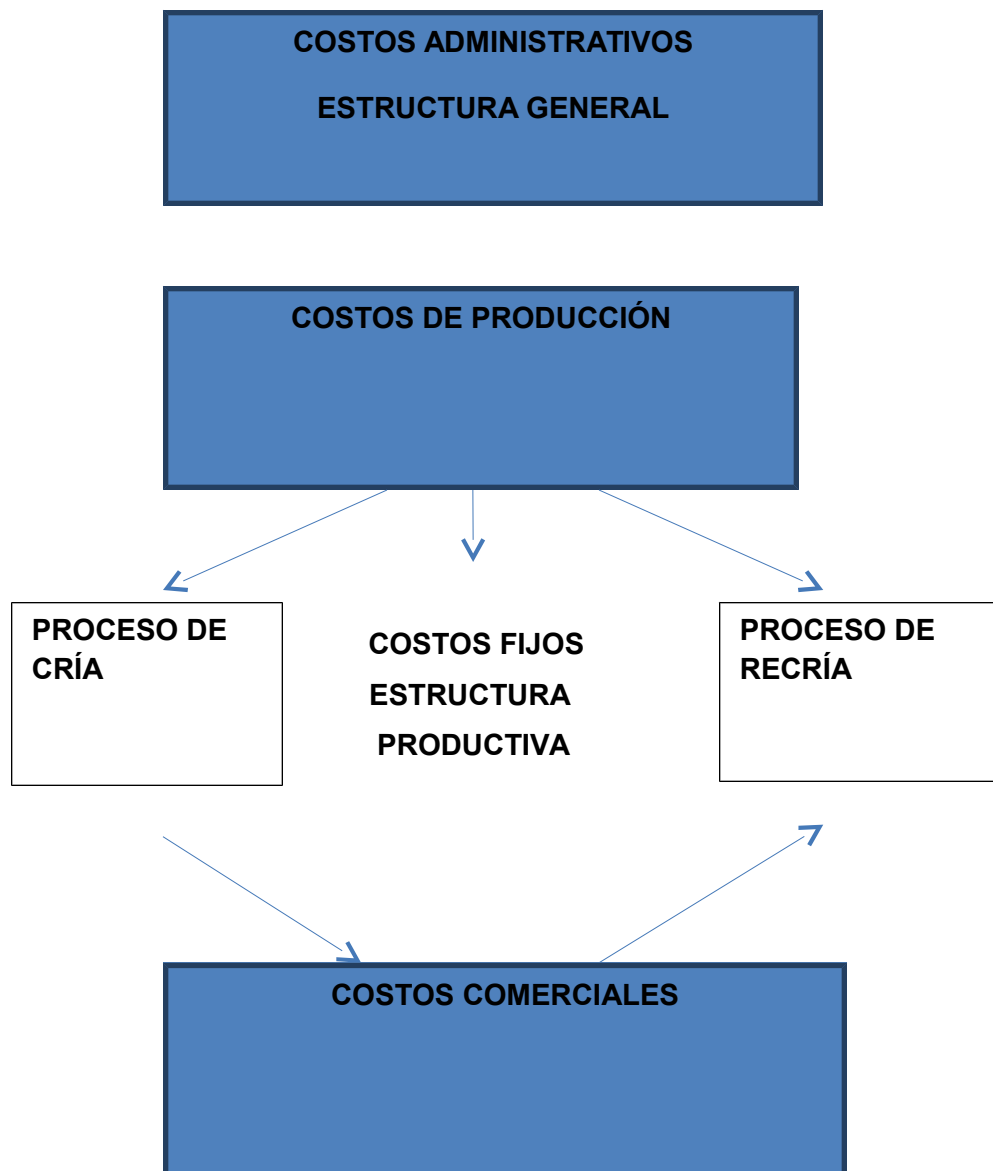 COSTOS ADMINISTRATIVOS
ESTRUCTURA GENERAL
COSTOS DE PRODUCCIÓN
PROCESO DE
CRÍA
COSTOS FIJOS
ESTRUCTURA
PRODUCTIVA
PROCESO DE
RECRÍA
COSTOS COMERCIALES